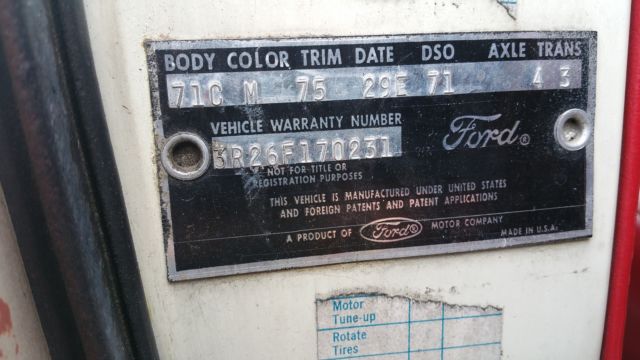 BODY COLOR TRIM DATE DSO AXLE TRANS
71C M 75 29E 71 4 3
VEHICLE WARRANTY NUMBER
3R26F170231
Ford®
NOT FOR TITLE OR
REGISTRATION PURPOSES
THIS VEHICLE IS MANUFACTURED UNDER UNITED STATES
AND FOREIGN PATENTS AND PATENT APPLICATIONS
A PRODUCT OF Ford® MOTOR COMPANY
MADE IN U.S.A.
Motor
Tune-up
Rotate
Tires